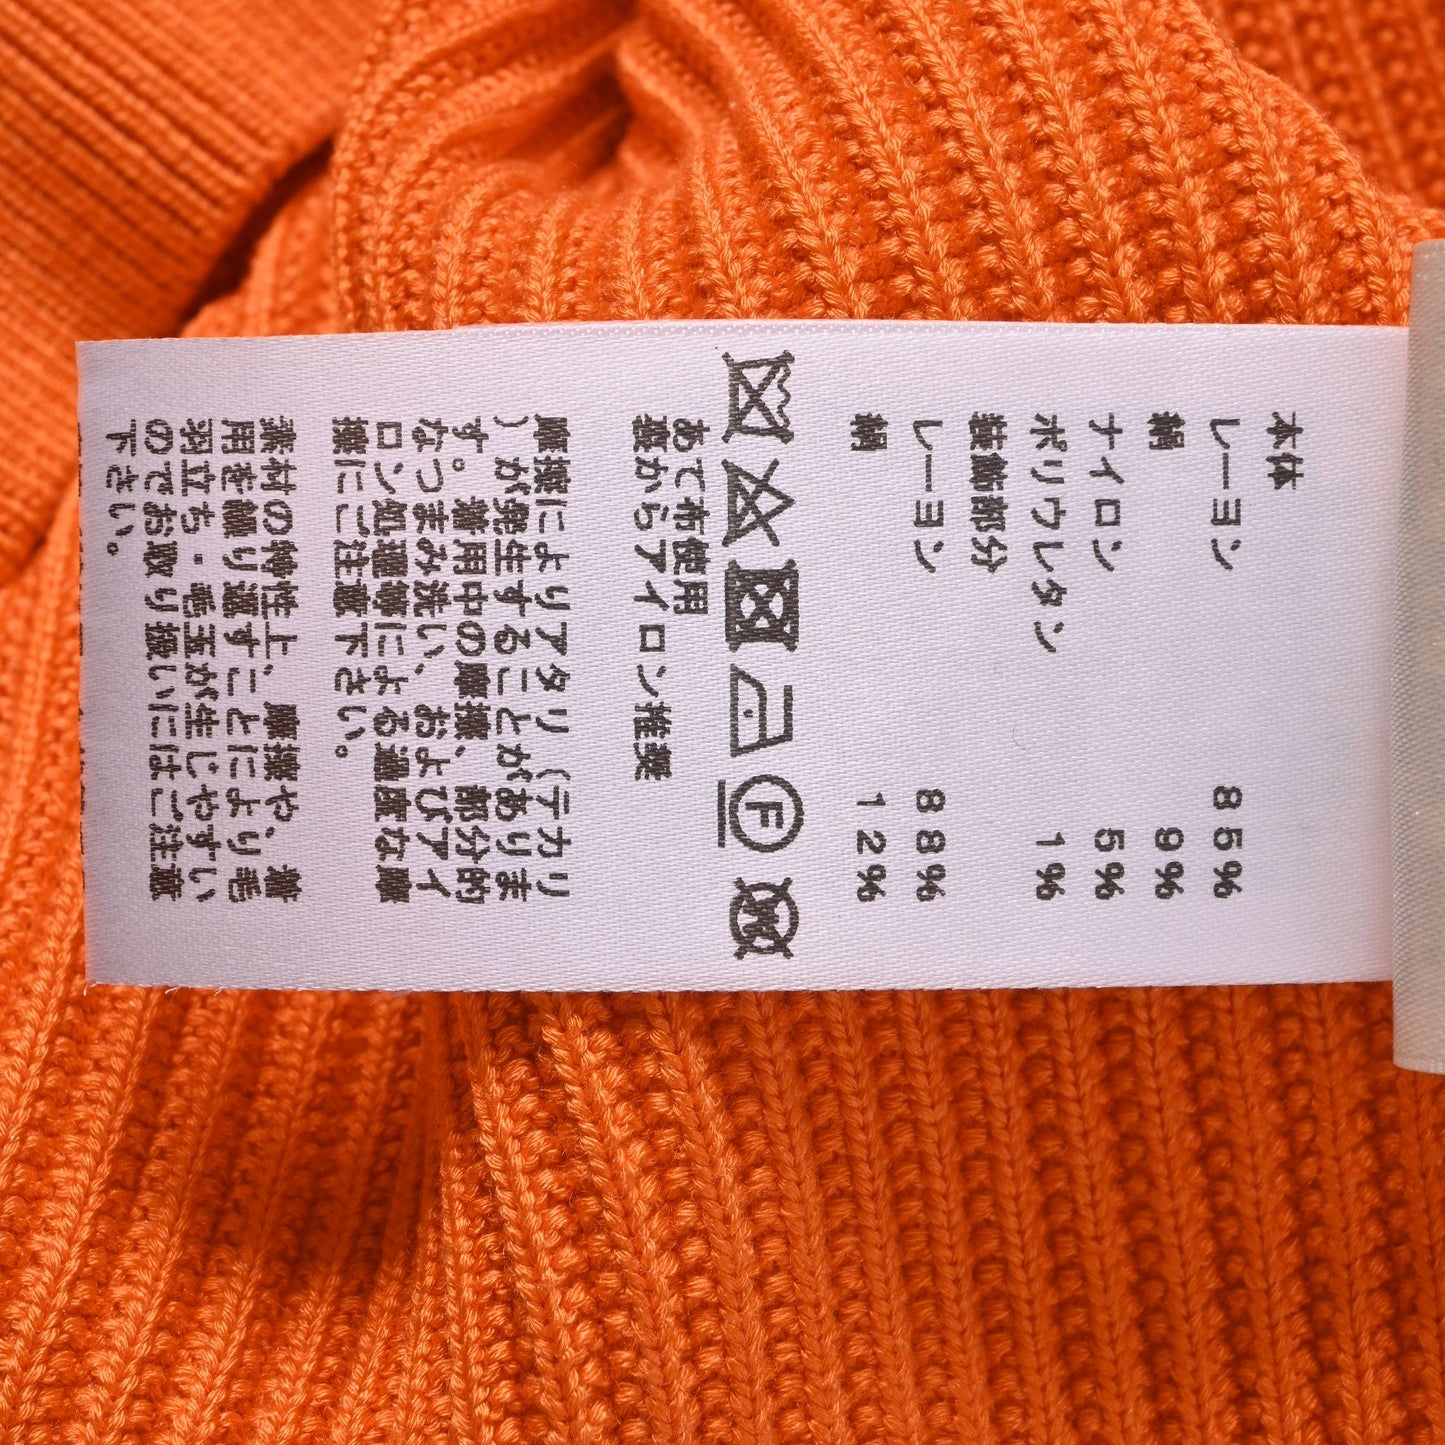 本体
レーヨン 85%
綿 9%
ナイロン 5%
ポリウレタン 1%
装飾部分
レーヨン 88%
綿 12%
F W
あて布使用
裏からアイロン推奨
摩擦によりアタリ(テカリ
)が発生することがありま
す。着用中の摩擦、部分的
なつまみ洗い、およびアイ
ロン処理等による過度な摩
擦にご注意下さい。
素材の特性上、摩擦や、着
用を繰り返すことにより毛
羽立ち・毛玉が生じやすい
のでお取り扱いにはご注意
下さい。